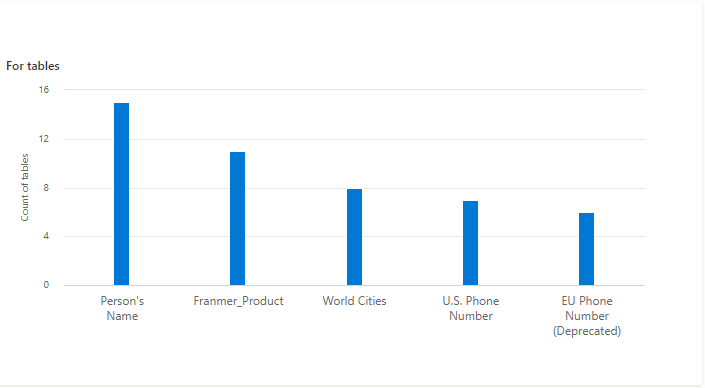 For tables
16
12
8
4
0
Count of tables
Person's
Name
Franmer_Product
World Cities
U.S. Phone
Number
EU Phone
Number
(Deprecated)